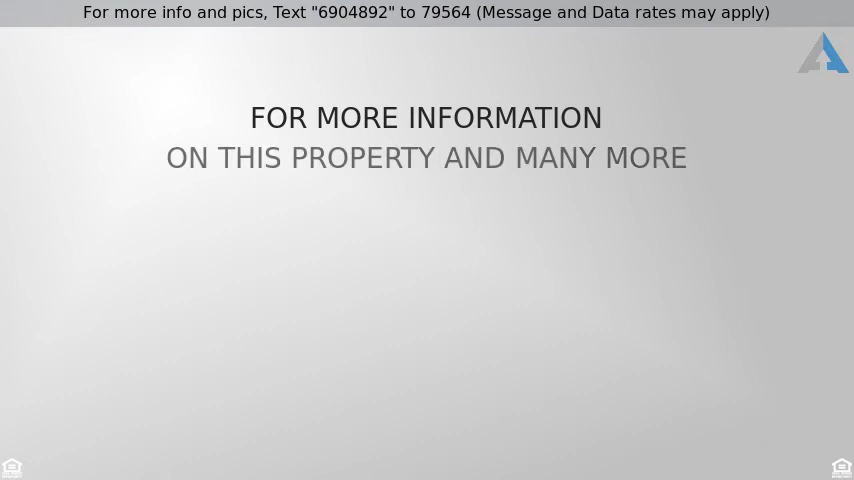 For more info and pics, Text "6904892" to 79564 (Message and Data rates may apply)
FOR MORE INFORMATION
ON THIS PROPERTY AND MANY MORE